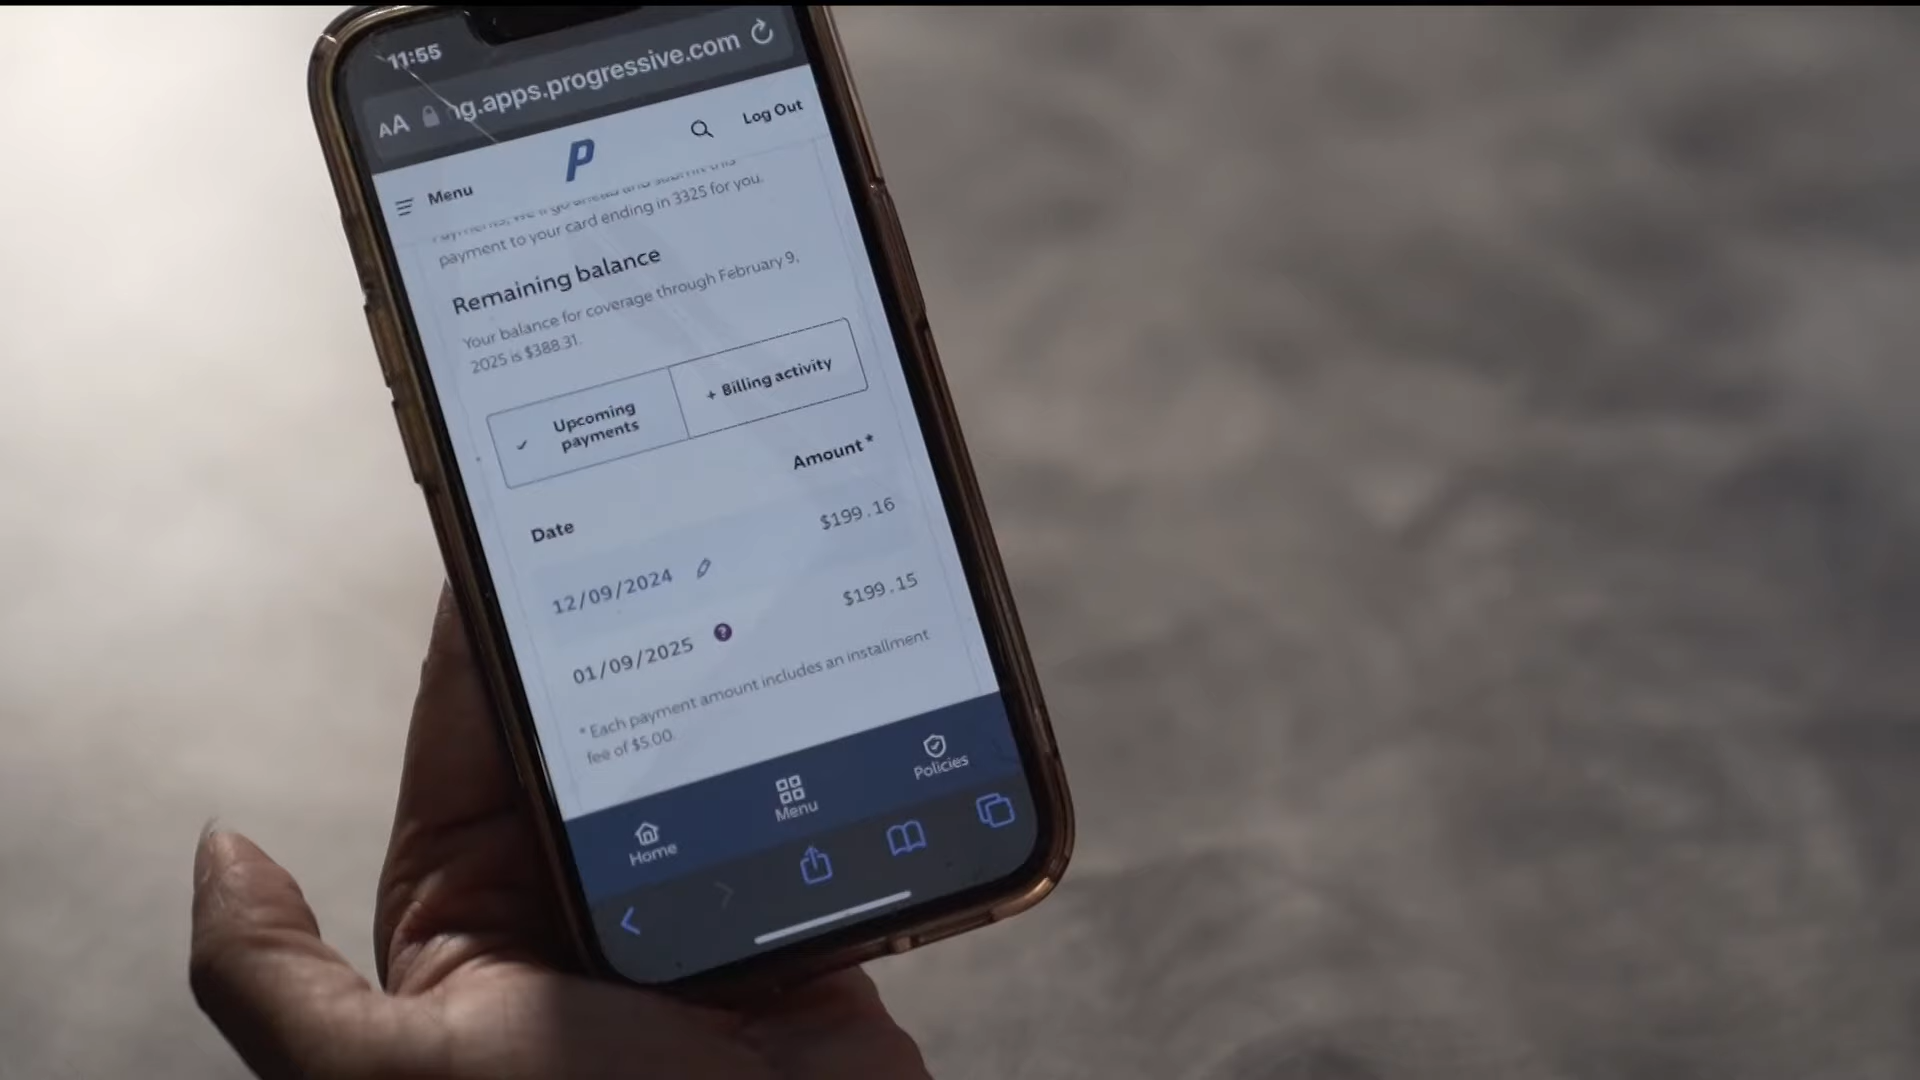 11:55
AA ng.apps.progressive.com
Menu P Log Out
payment to your card ending in 3325 for you.
Remaining balance
Your balance for coverage through February 9,
2025 is $388.31.
Upcoming
payments
+ Billing activity
Date Amount *
12/09/2024 $199.16
01/09/2025 ? $199.15
* Each payment amount includes an installment
fee of $5.00.
Home
Menu
Policies